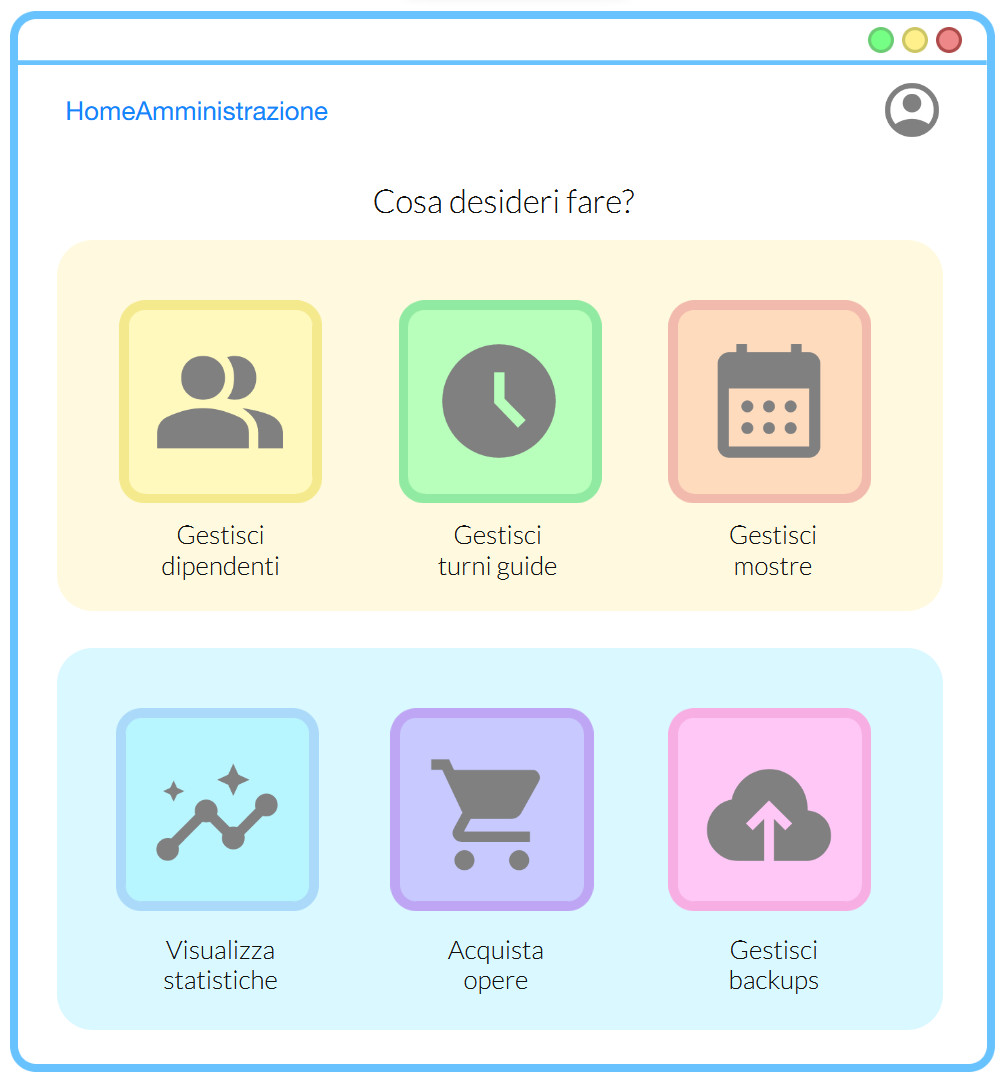 HomeAmministrazione
Cosa desideri fare?
Gestisci
dipendenti
Gestisci
turni guide
Gestisci
mostre
Visualizza
statistiche
Acquista
opere
Gestisci
backups